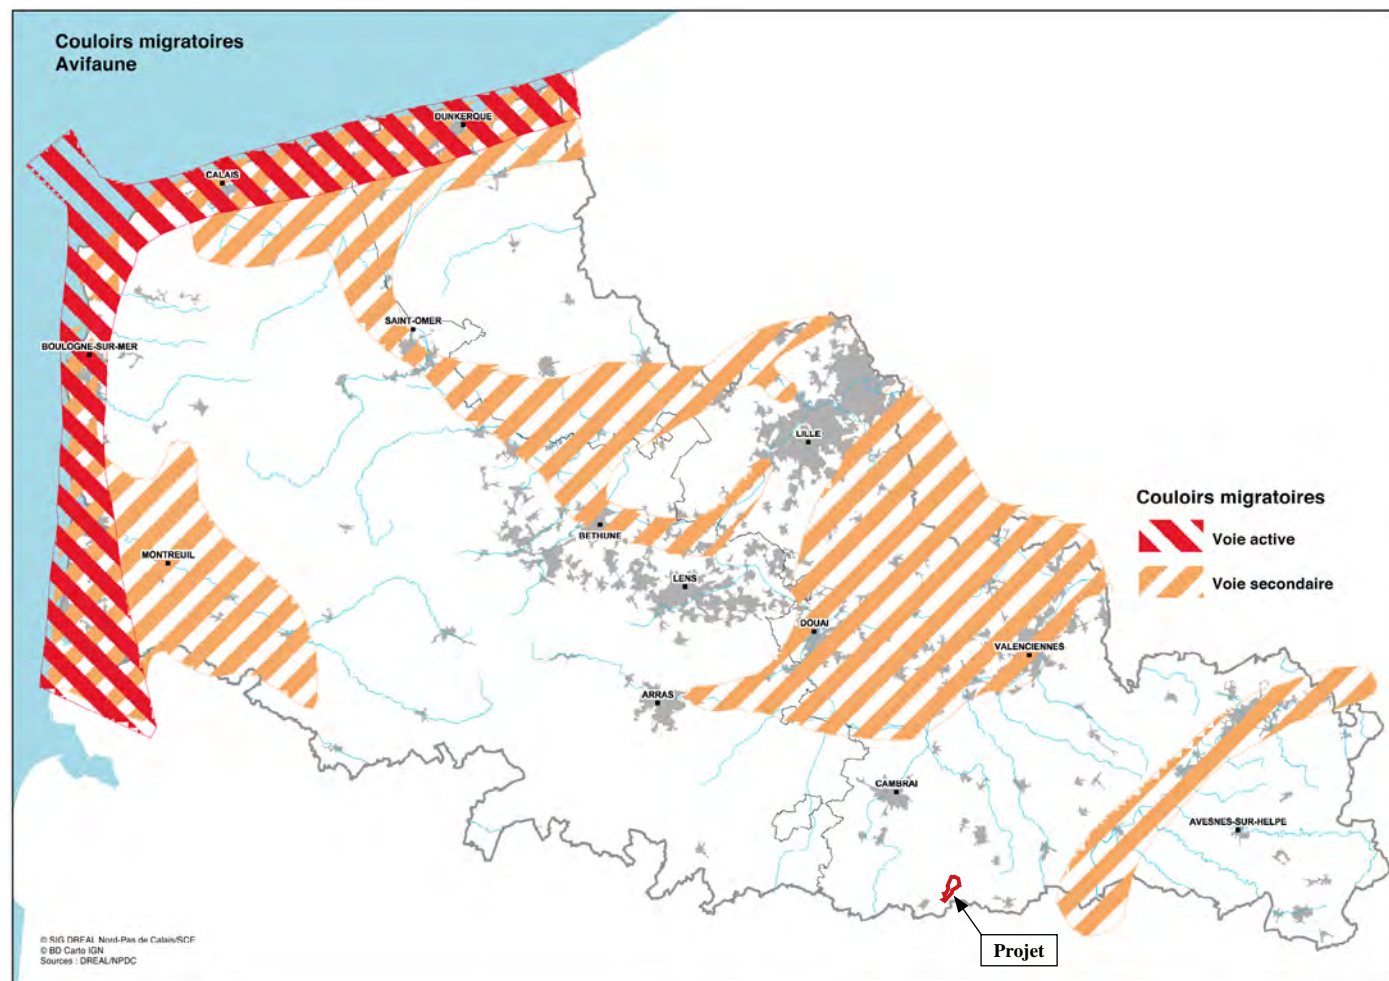 Couloirs migratoires
Avifaune
DUNKERQUE
CALAIS
SAINT-OMER
BOULOGNE-SUR-MER
LILLE
Couloirs migratoires
Voie active
Voie secondaire
BETHUNE
MONTREUIL
LENS
DOUAI
VALENCIENNES
ARRAS
CAMBRAI
AVESNES-SUR-HELPE
Projet
© SIG DREAL Nord-Pas de Calais/SCE
© BD Carto IGN
Sources : DREAL/NPDC